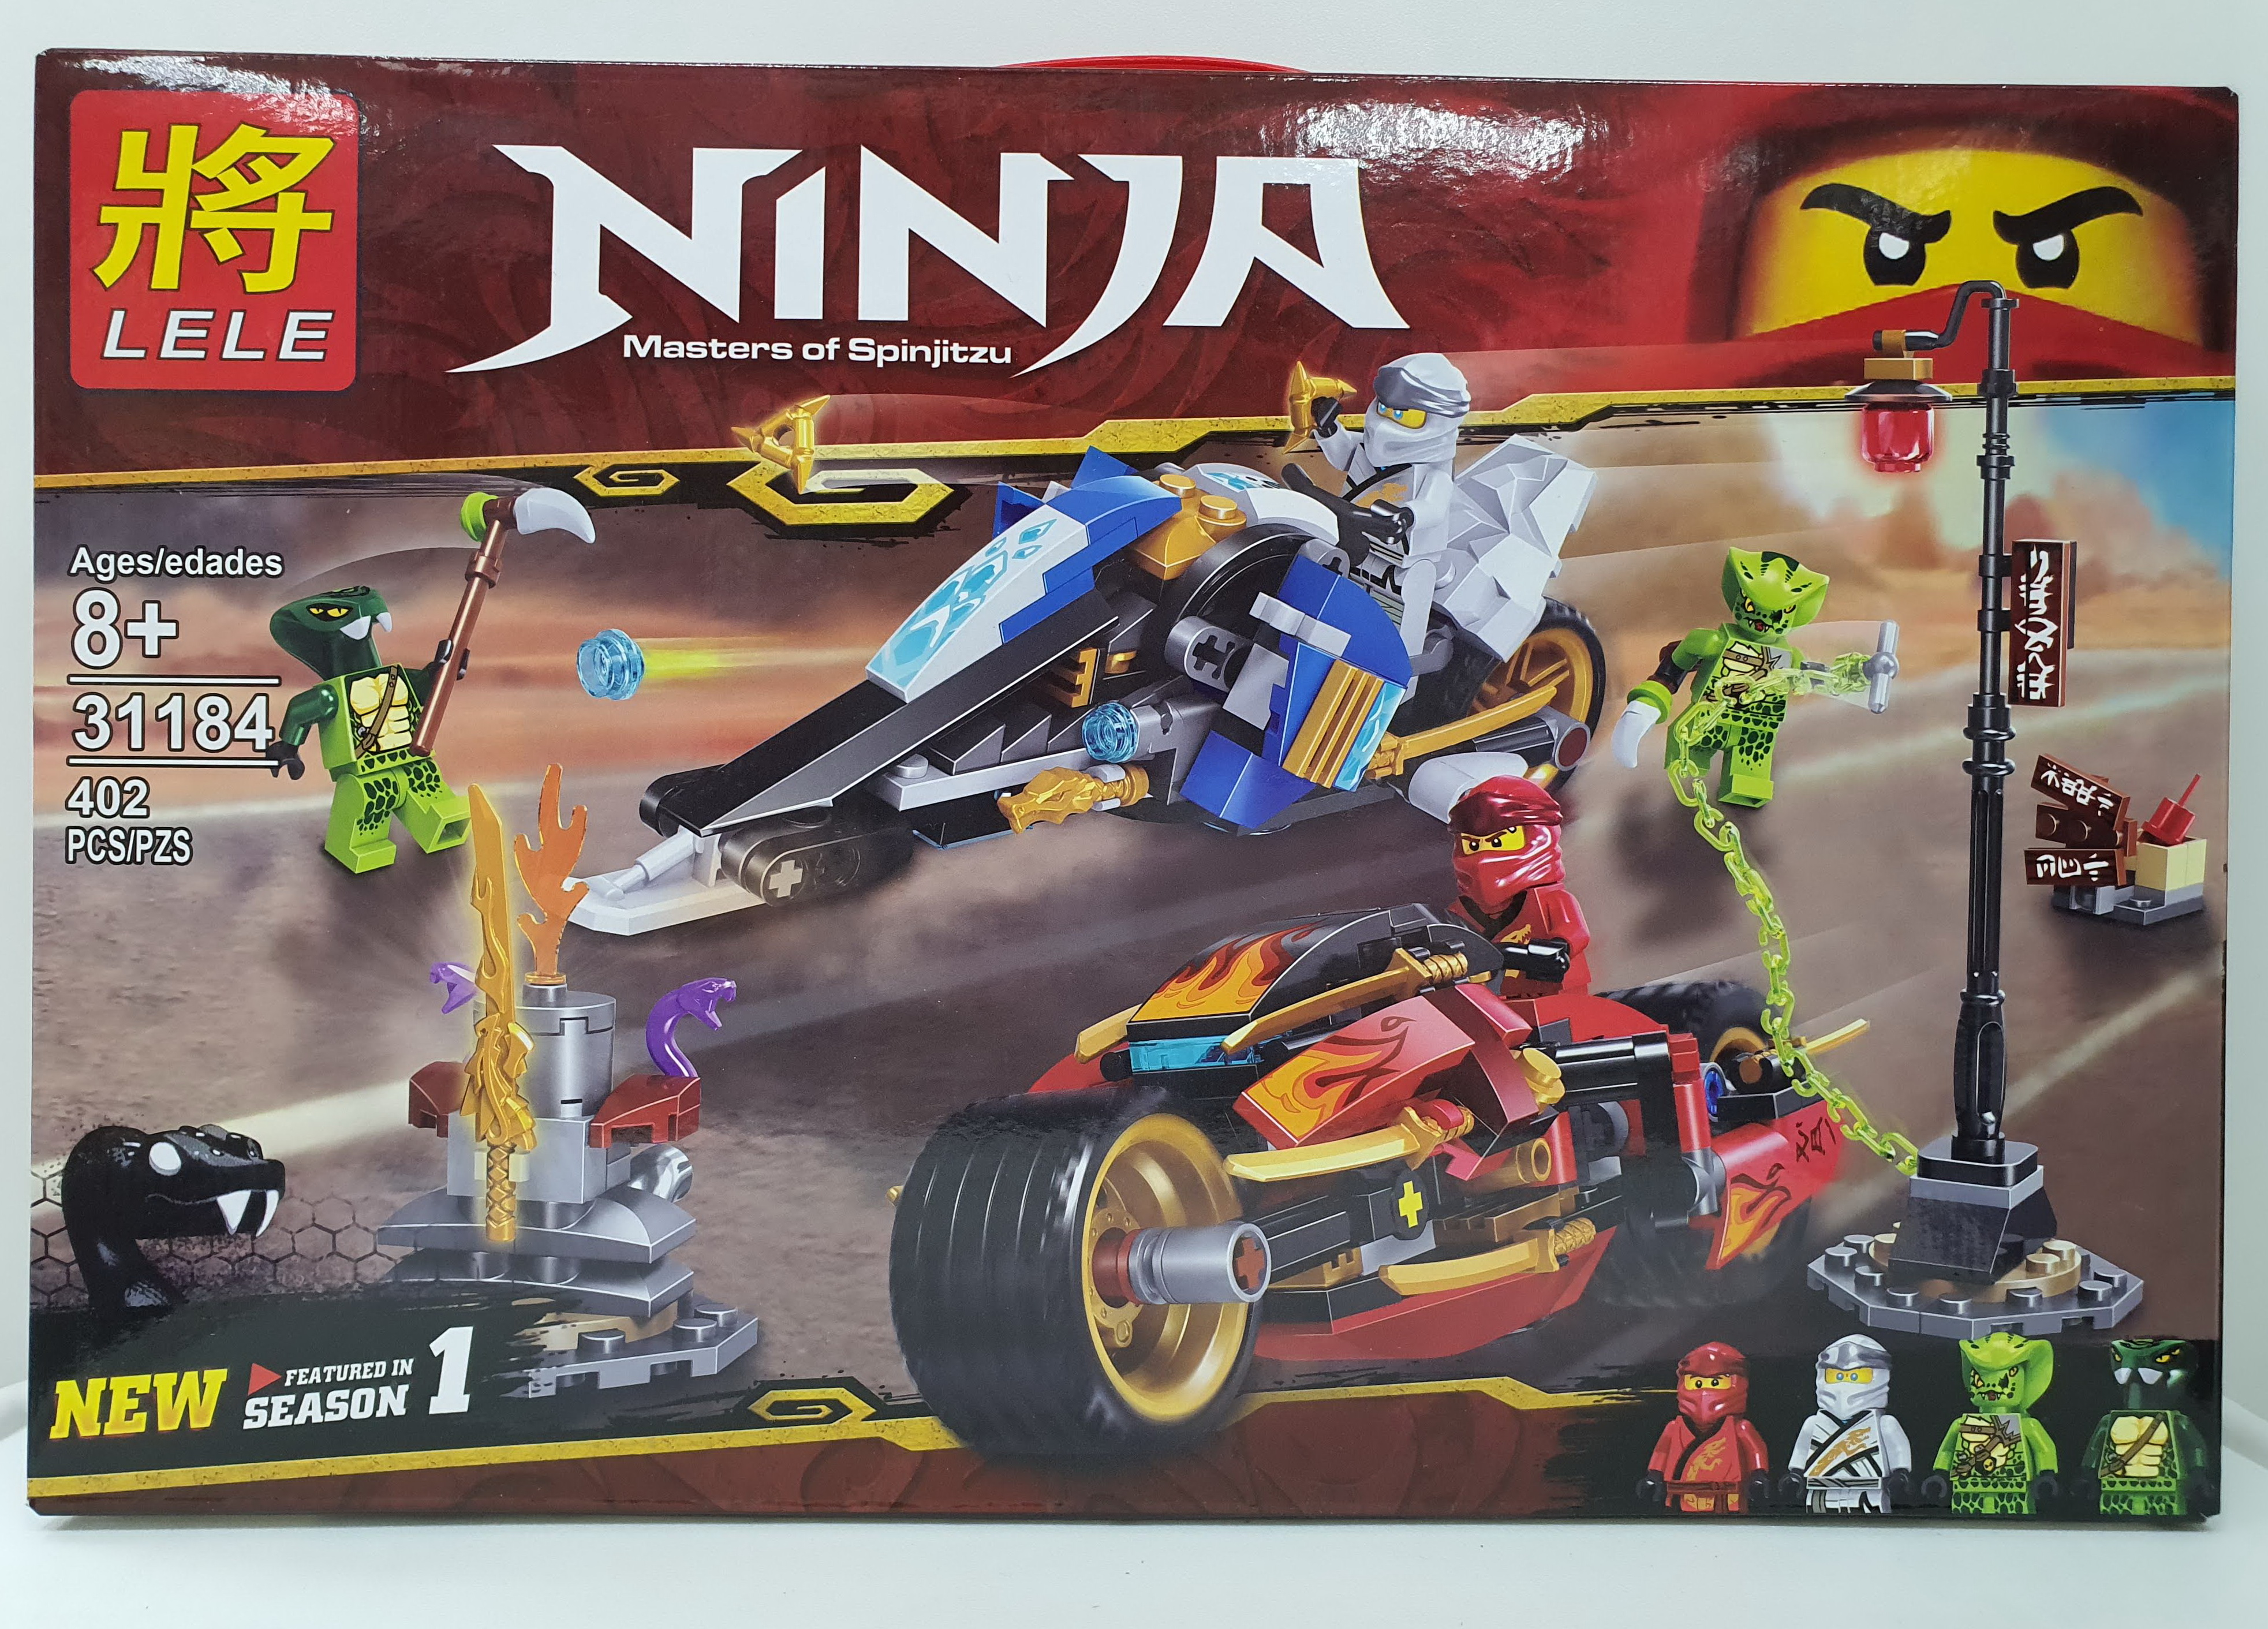 將
LELE
NiNJA
Masters of Spinjitzu
Ages/edades
8+
31184
402
PCS/PZS
NEW
FEATURED IN
SEASON 1